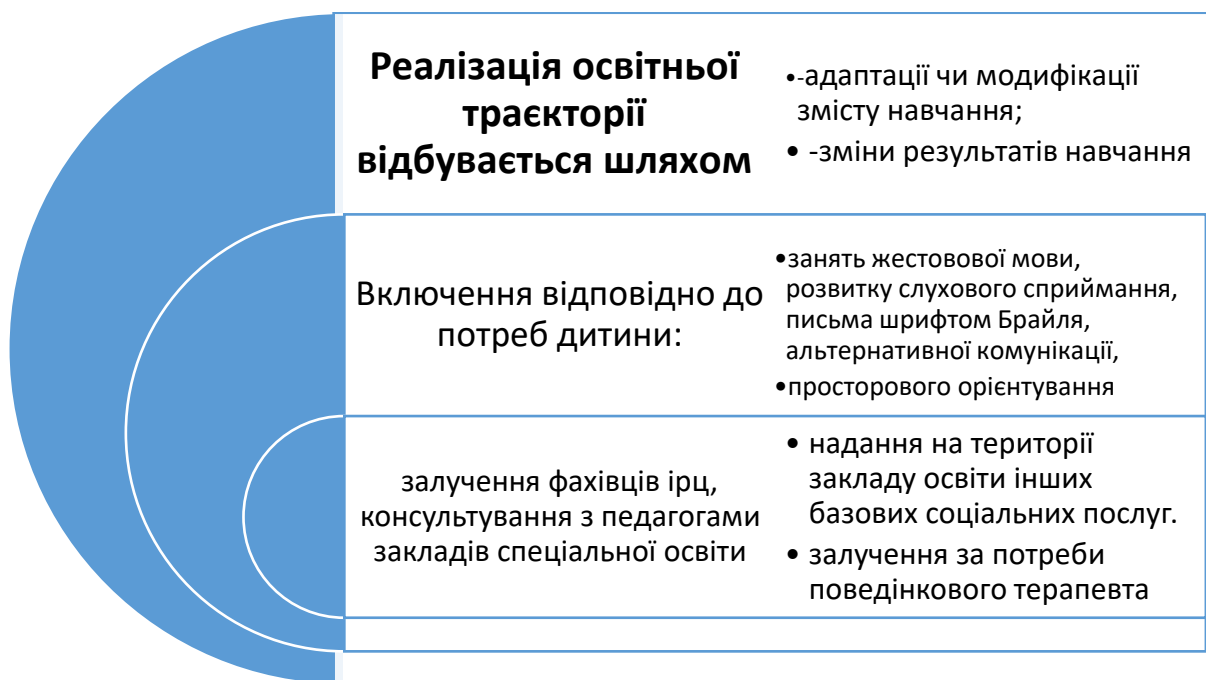 Реалізація освітньої
траєкторії
відбувається шляхом
•-адаптації чи модифікації
змісту навчання;
• -зміни результатів навчання
Включення відповідно до
потреб дитини:
•занять жестовової мови,
розвитку слухового сприймання,
письма шрифтом Брайля,
альтернативної комунікації,
•просторового орієнтування
залучення фахівців ірц,
консультування з педагогами
закладів спеціальної освіти
• надання на території
закладу освіти інших
базових соціальних послуг.
• залучення за потреби
поведінкового терапевта